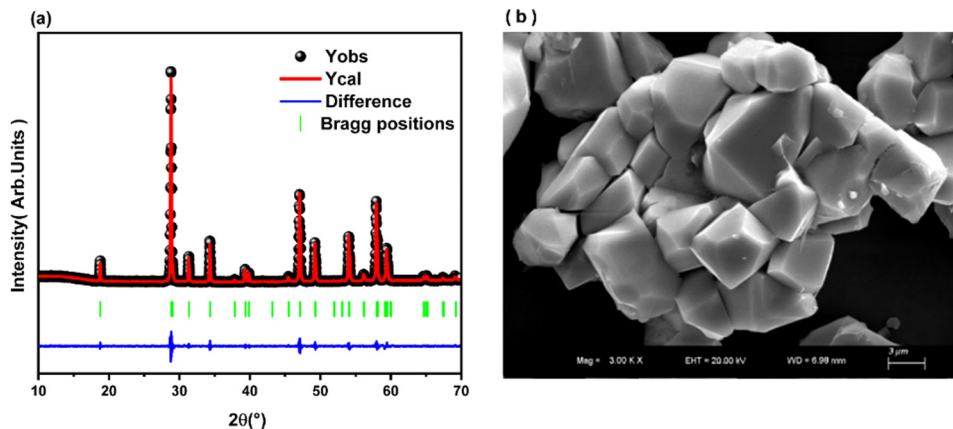 (a)
Yobs
Ycal
Difference
Bragg positions
Intensity( Arb.Units )
10 20 30 40 50 60 70
2θ(°)
( b )
Mag = 3.00 K X EHT = 20.00 kV WD = 6.98 mm 3 µm